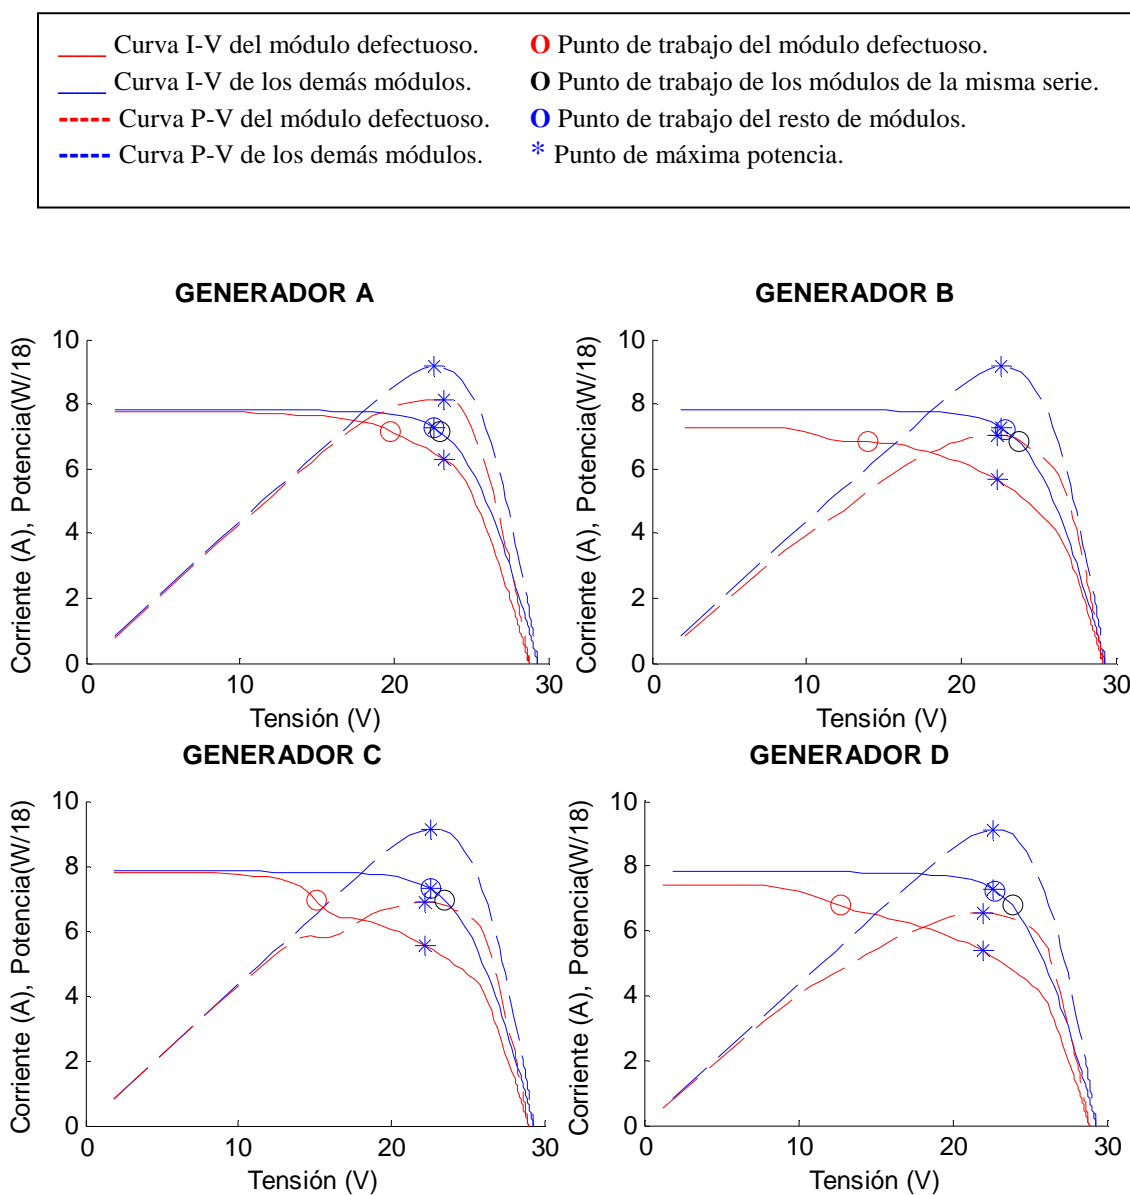 ____ Curva I-V del módulo defectuoso.
____ Curva I-V de los demás módulos.
----- Curva P-V del módulo defectuoso.
----- Curva P-V de los demás módulos.
O Punto de trabajo del módulo defectuoso.
O Punto de trabajo de los módulos de la misma serie.
O Punto de trabajo del resto de módulos.
* Punto de máxima potencia.
GENERADOR A
Corriente (A), Potencia(W/18)
10
8
6
4
2
0
0 10 20 30
Tensión (V)
GENERADOR B
Corriente (A), Potencia(W/18)
10
8
6
4
2
0
0 10 20 30
Tensión (V)
GENERADOR C
Corriente (A), Potencia(W/18)
10
8
6
4
2
0
0 10 20 30
Tensión (V)
GENERADOR D
Corriente (A), Potencia(W/18)
10
8
6
4
2
0
0 10 20 30
Tensión (V)